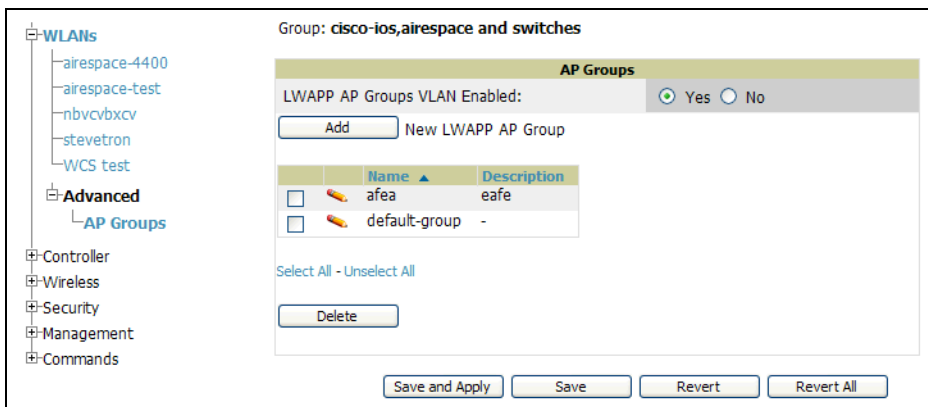 WLANs
airespace-4400
airespace-test
nbvcvbxcv
stevetron
WCS test
Advanced
AP Groups
Controller
Wireless
Security
Management
Commands
Group: cisco-ios,airespace and switches
AP Groups
LWAPP AP Groups VLAN Enabled: Yes No
Add New LWAPP AP Group
Name Description
afea eafe
default-group -
Select All - Unselect All
Delete
Save and Apply Save Revert Revert All